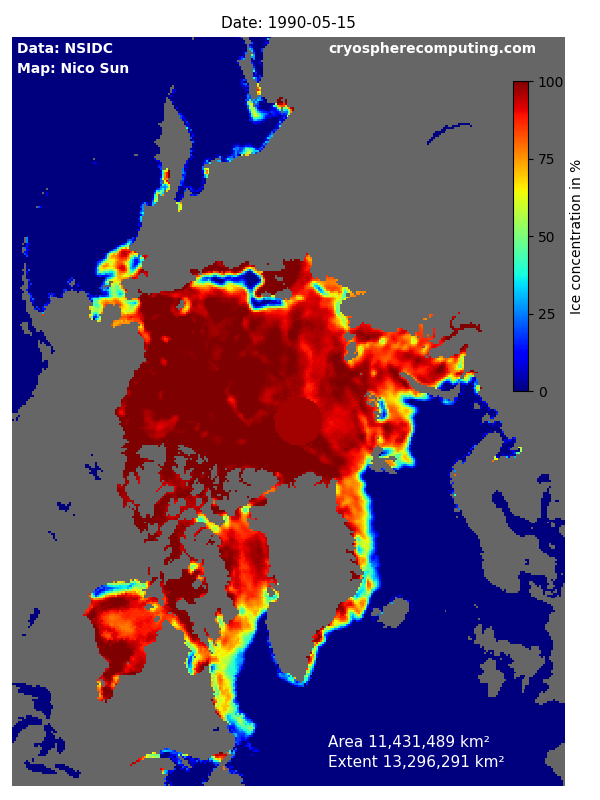 Date: 1990-05-15
Data: NSIDC
Map: Nico Sun
cryospherecomputing.com
100
75
50
25
0
Ice concentration in %
Area 11,431,489 km²
Extent 13,296,291 km²